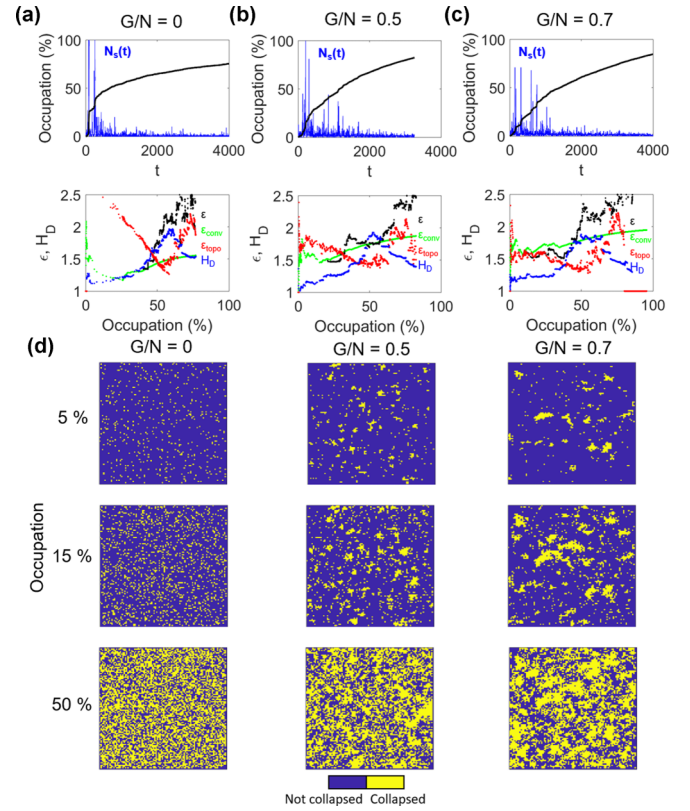 (a) G/N = 0
(b) G/N = 0.5
(c) G/N = 0.7
Occupation (%)
100
50
0
Nₛ(t)
0 2000 4000
t
Occupation (%)
100
50
0
Nₛ(t)
0 2000 4000
t
Occupation (%)
100
50
0
Nₛ(t)
0 2000 4000
t
ϵ, H_D
2.5
2
1.5
1
ε
ε_conv
ε_topo
H_D
0 50 100
Occupation (%)
ϵ, H_D
2.5
2
1.5
1
ε
ε_conv
ε_topo
H_D
0 50 100
Occupation (%)
ϵ, H_D
2.5
2
1.5
1
ε
ε_conv
ε_topo
H_D
0 50 100
Occupation (%)
(d) G/N = 0 G/N = 0.5 G/N = 0.7
Occupation
5 %
15 %
50 %
Not collapsed Collapsed